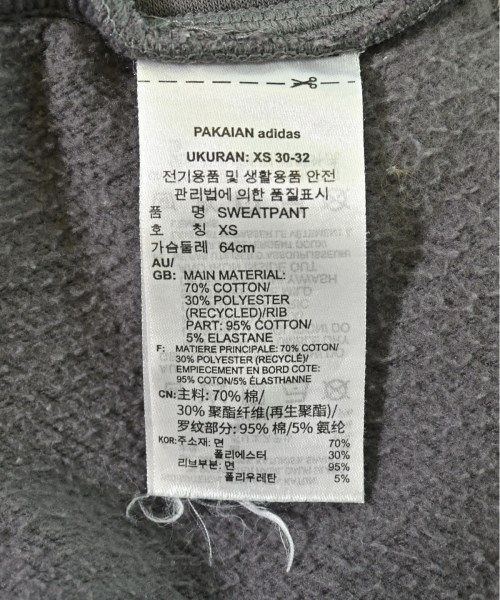 PAKAIAN adidas
UKURAN: XS 30-32
전기용품 및 생활용품 안전
관리법에 의한 품질표시
품 명 SWEATPANT
호 칭 XS
가슴둘레 64cm
AU/
GB: MAIN MATERIAL:
70% COTTON/
30% POLYESTER
(RECYCLED)/RIB
PART: 95% COTTON/
5% ELASTANE
F: MATIERE PRINCIPALE: 70% COTON/
30% POLYESTER (RECYCLÉ)/
EMPIECEMENT EN BORD COTE:
95% COTON/5% ELASTHANNE
CN: 主料: 70% 棉/
30% 聚酯纤维(再生聚酯)/
罗纹部分: 95% 棉/5% 氨纶
KOR: 주소재: 면 70%
폴리에스터 30%
리브부분: 면 95%
폴리우레탄 5%